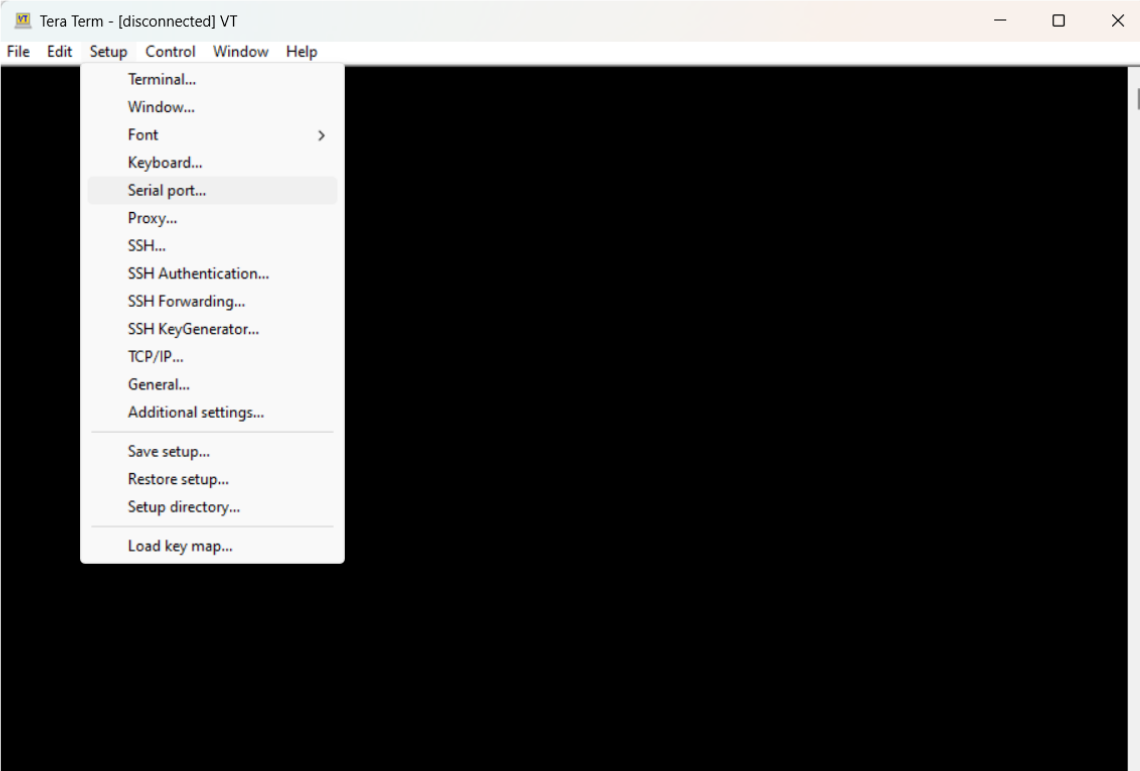 Tera Term - [disconnected] VT
File Edit Setup Control Window Help
Terminal...
Window...
Font
Keyboard...
Serial port...
Proxy...
SSH...
SSH Authentication...
SSH Forwarding...
SSH KeyGenerator...
TCP/IP...
General...
Additional settings...
Save setup...
Restore setup...
Setup directory...
Load key map...